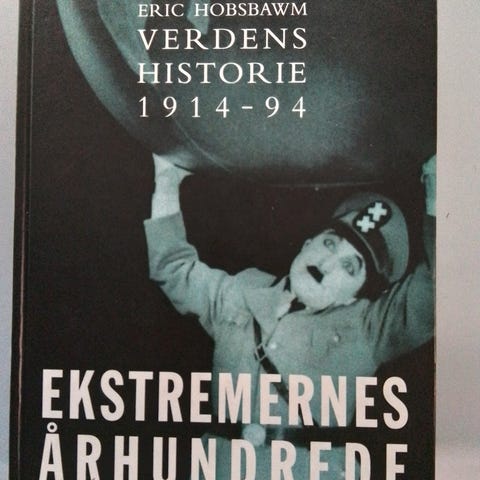 ERIC HOBSBAWM
VERDENS
HISTORIE
1914-94
EKSTREMERNES
ÅRHUNDREDE